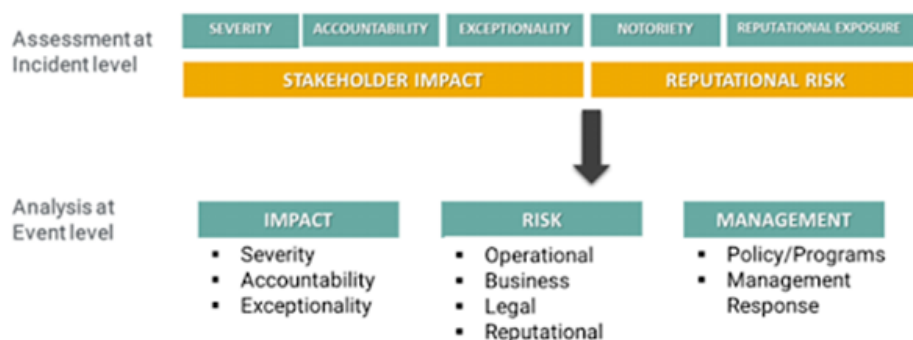 Assessment at
Incident level
SEVERITY ACCOUNTABILITY EXCEPTIONALITY NOTORIETY REPUTATIONAL EXPOSURE
STAKEHOLDER IMPACT REPUTATIONAL RISK
Analysis at
Event level
IMPACT
▪ Severity
▪ Accountability
▪ Exceptionality
RISK
▪ Operational
▪ Business
▪ Legal
▪ Reputational
MANAGEMENT
▪ Policy/Programs
▪ Management
Response